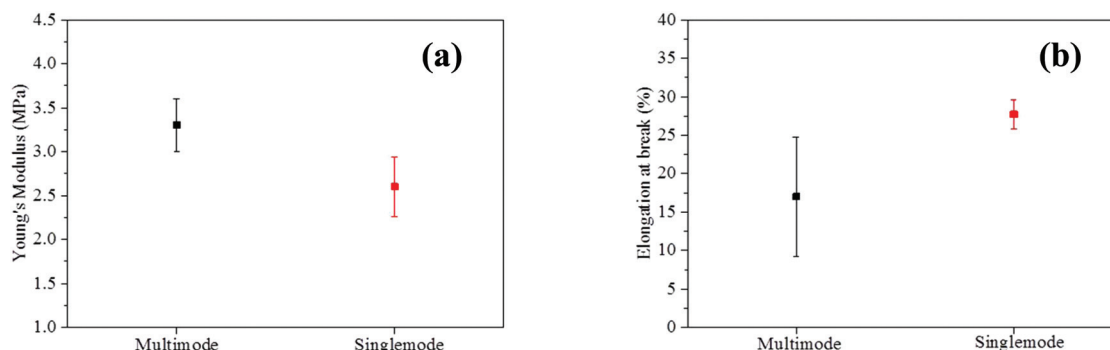 (a)
Young's Modulus (MPa)
4.5
4.0
3.5
3.0
2.5
2.0
1.5
1.0
Multimode
Singlemode
(b)
Elongation at break (%)
40
35
30
25
20
15
10
5
0
Multimode
Singlemode